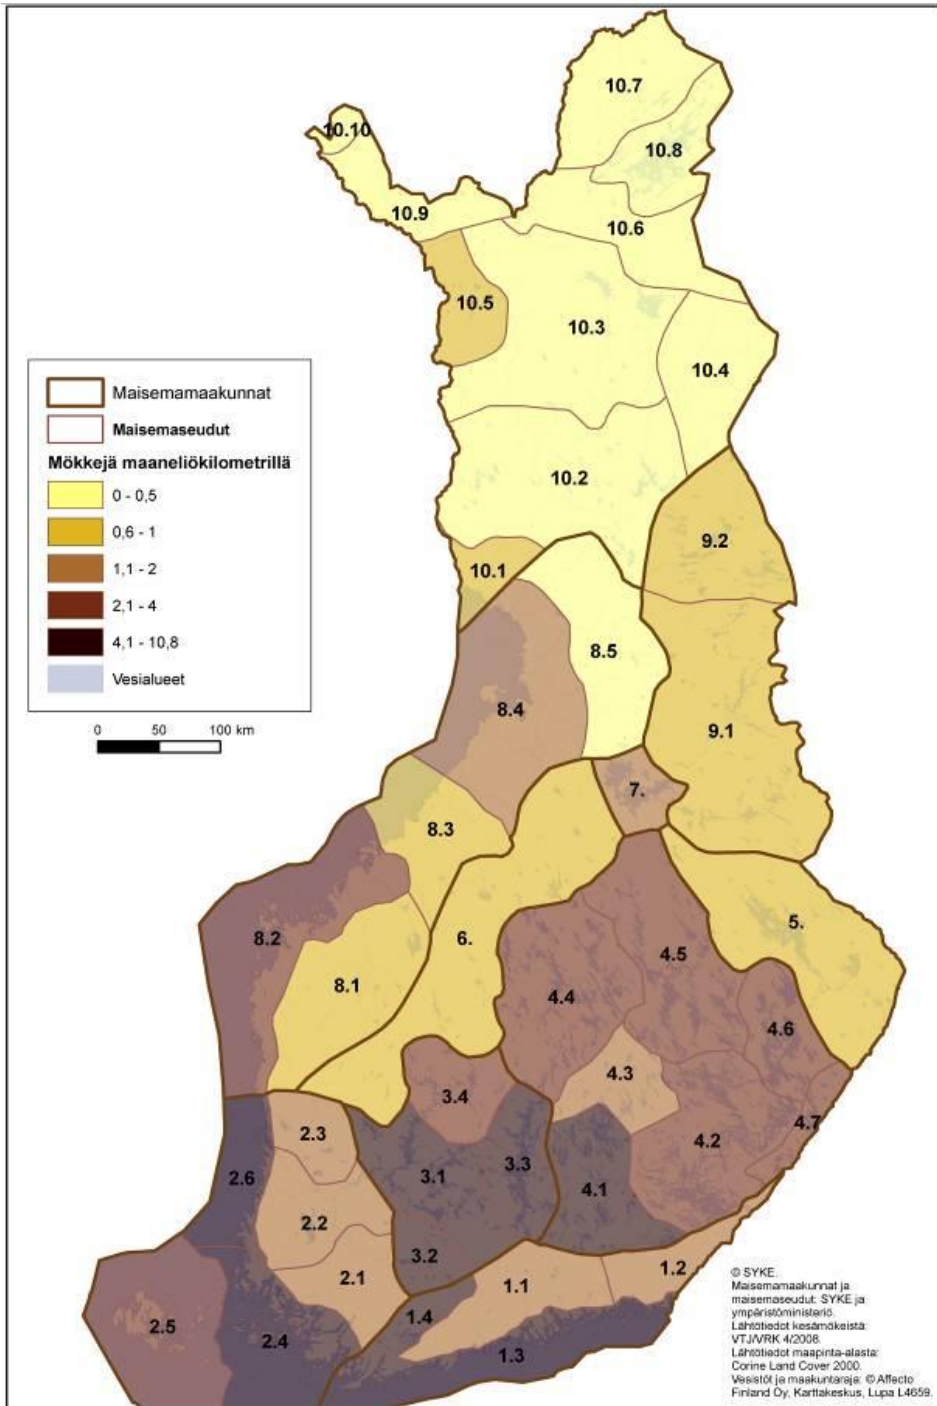 10.7
10.10
10.8
10.9
10.6
10.5
10.3
10.4
Maisemamaakunnat
Maisemaseudut
Mökkejä maaneliökilometrillä
0 - 0,5
0,6 - 1
1,1 - 2
2,1 - 4
4,1 - 10,8
Vesialueet
0 50 100 km
10.2
9.2
10.1
8.5
8.4
9.1
7.
8.3
8.2
6.
5.
4.5
8.1
4.4
4.6
4.3
3.4
4.7
2.3
4.2
2.6
3.1
3.3
4.1
2.2
3.2
2.1
1.1
1.2
1.4
2.5
2.4
1.3
© SYKE.
Maisemamaakunnat ja
maisemaseudut: SYKE ja
ympäristöministeriö.
Lähtötiedot kesämökeistä:
VTJ/VRK 4/2008.
Lähtötiedot maapinta-alasta:
Corine Land Cover 2000.
Vesistöt ja maakuntaraja: © Affecto
Finland Oy, Karttakeskus, Lupa L4659.